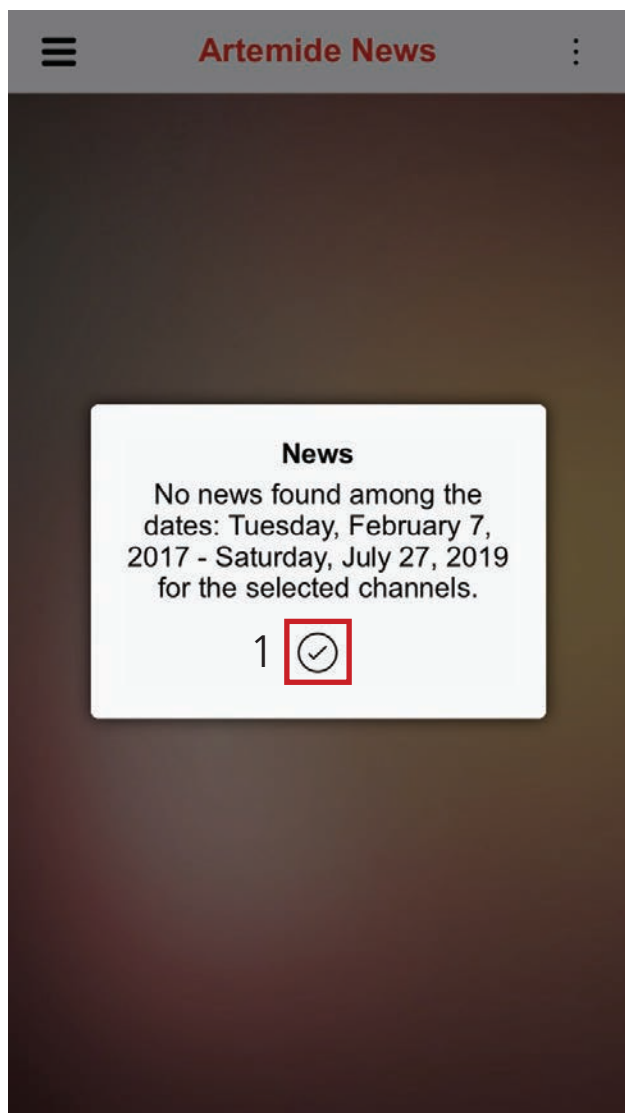 Artemide News
News
No news found among the
dates: Tuesday, February 7,
2017 - Saturday, July 27, 2019
for the selected channels.
1